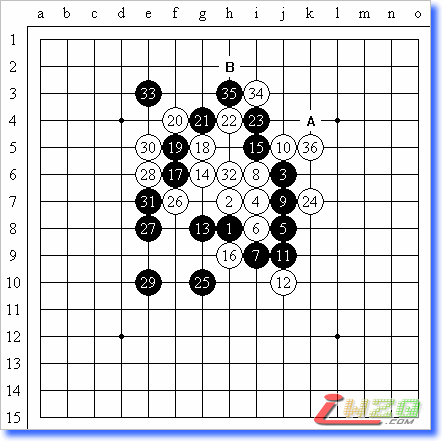 a b c d e f g h i j k l m n o
1
2 B
3 33 35 34
4 20 21 22 23 A
5 30 19 18 15 10 36
6 28 17 14 32 8 3
7 31 26 2 4 9 24
8 27 13 1 6 5
9 16 7 11
10 29 25 12
11
12
13
14
15
iWZQ
.COM